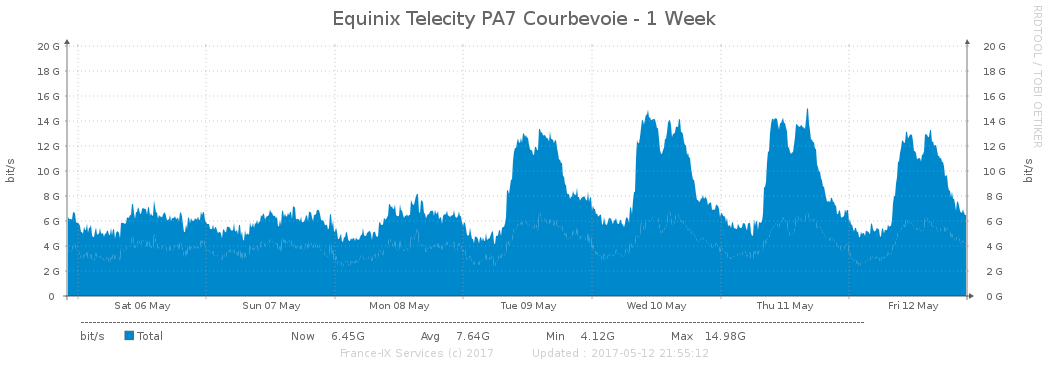 Equinix Telecity PA7 Courbevoie - 1 Week
RRDTOOL / TOBI OETIKER
20 G 20 G
18 G 18 G
16 G 16 G
14 G 14 G
12 G 12 G
10 G 10 G
8 G 8 G
6 G 6 G
4 G 4 G
2 G 2 G
0 0 G
bit/s bit/s
Sat 06 May Sun 07 May Mon 08 May Tue 09 May Wed 10 May Thu 11 May Fri 12 May
bit/s Total Now 6.45G Avg 7.64G Min 4.12G Max 14.98G
France-IX Services (c) 2017 Updated : 2017-05-12 21:55:12